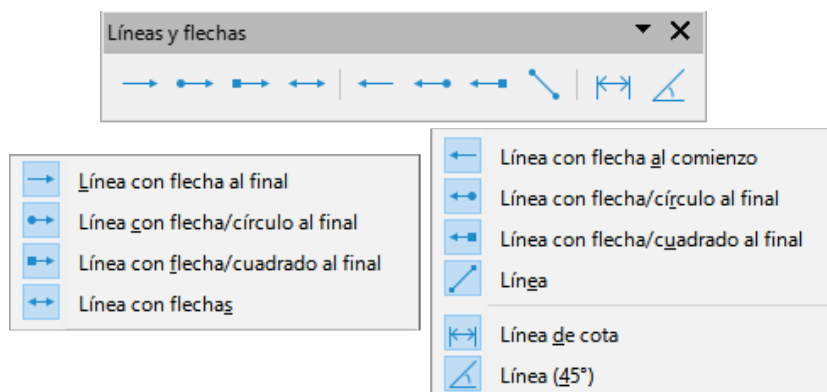 Líneas y flechas
Línea con flecha al final
Línea con flecha/círculo al final
Línea con flecha/cuadrado al final
Línea con flechas
Línea con flecha al comienzo
Línea con flecha/círculo al final
Línea con flecha/cuadrado al final
Línea
Línea de cota
Línea (45°)